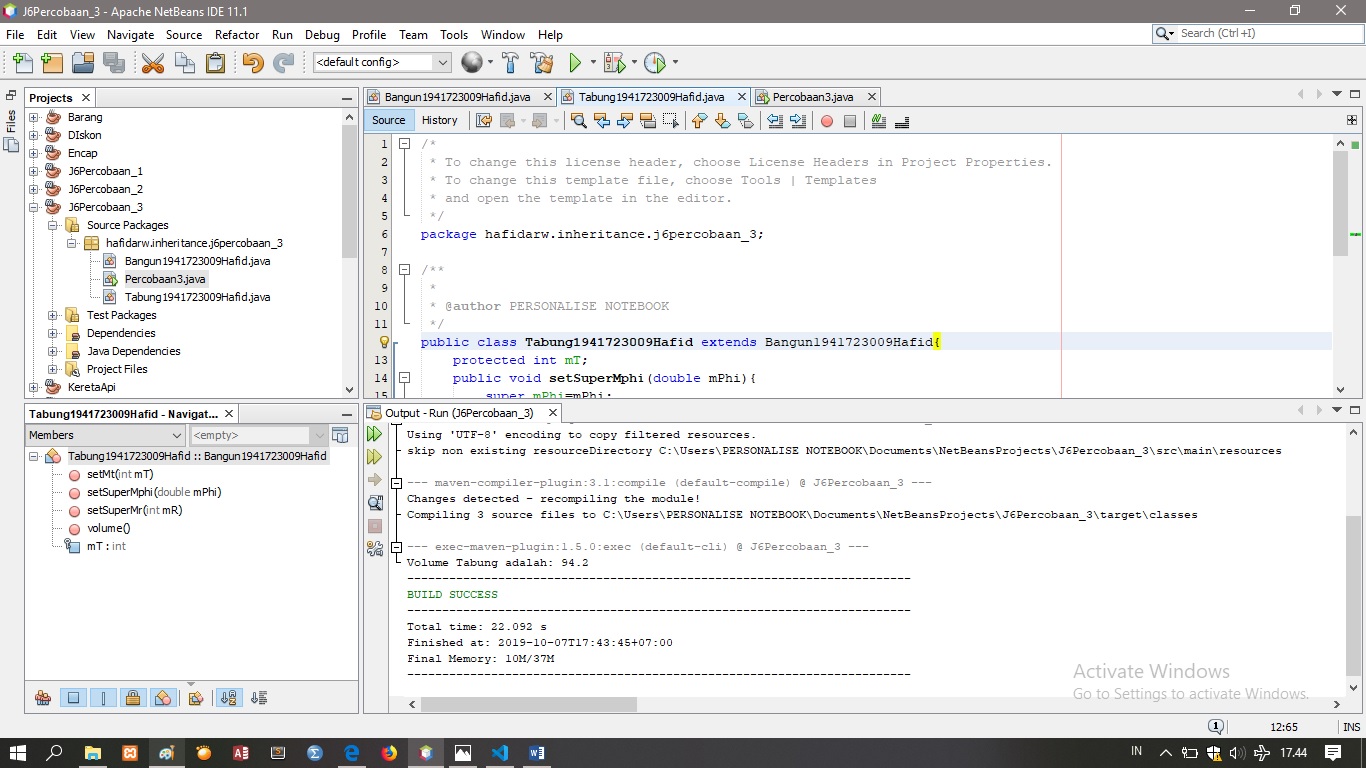 J6Percobaan_3 - Apache NetBeans IDE 11.1
File Edit View Navigate Source Refactor Run Debug Profile Team Tools Window Help
Search (Ctrl+I)
<default config>
Files
Projects
Barang
DIskon
Encap
J6Percobaan_1
J6Percobaan_2
J6Percobaan_3
Source Packages
hafidarw.inheritance.j6percobaan_3
Bangun1941723009Hafid.java
Percobaan3.java
Tabung1941723009Hafid.java
Test Packages
Dependencies
Java Dependencies
Project Files
KeretaApi
Bangun1941723009Hafid.java Tabung1941723009Hafid.java Percobaan3.java
Source History
1 /*
2 * To change this license header, choose License Headers in Project Properties.
3 * To change this template file, choose Tools | Templates
4 * and open the template in the editor.
5 */
6 package hafidarw.inheritance.j6percobaan_3;
7
8 /**
9 *
10 * @author PERSONALISE NOTEBOOK
11 */
public class Tabung1941723009Hafid extends Bangun1941723009Hafid{
13 protected int mT;
14 public void setSuperMphi(double mPhi){
15 super.mPhi=mPhi;
Tabung1941723009Hafid - Navigat...
Members <empty>
Tabung1941723009Hafid :: Bangun1941723009Hafid
setMt(int mT)
setSuperMphi(double mPhi)
setSuperMr(int mR)
volume()
mT : int
Output - Run (J6Percobaan_3)
Using 'UTF-8' encoding to copy filtered resources.
skip non existing resourceDirectory C:\Users\PERSONALISE NOTEBOOK\Documents\NetBeansProjects\J6Percobaan_3\src\main\resources
--- maven-compiler-plugin:3.1:compile (default-compile) @ J6Percobaan_3 ---
Changes detected - recompiling the module!
Compiling 3 source files to C:\Users\PERSONALISE NOTEBOOK\Documents\NetBeansProjects\J6Percobaan_3\target\classes
--- exec-maven-plugin:1.5.0:exec (default-cli) @ J6Percobaan_3 ---
Volume Tabung adalah: 94.2
------------------------------------------------------------------------
BUILD SUCCESS
------------------------------------------------------------------------
Total time: 22.092 s
Finished at: 2019-10-07T17:43:45+07:00
Final Memory: 10M/37M
------------------------------------------------------------------------
Activate Windows
Go to Settings to activate Windows.
1 12:65 INS
IN 17.44